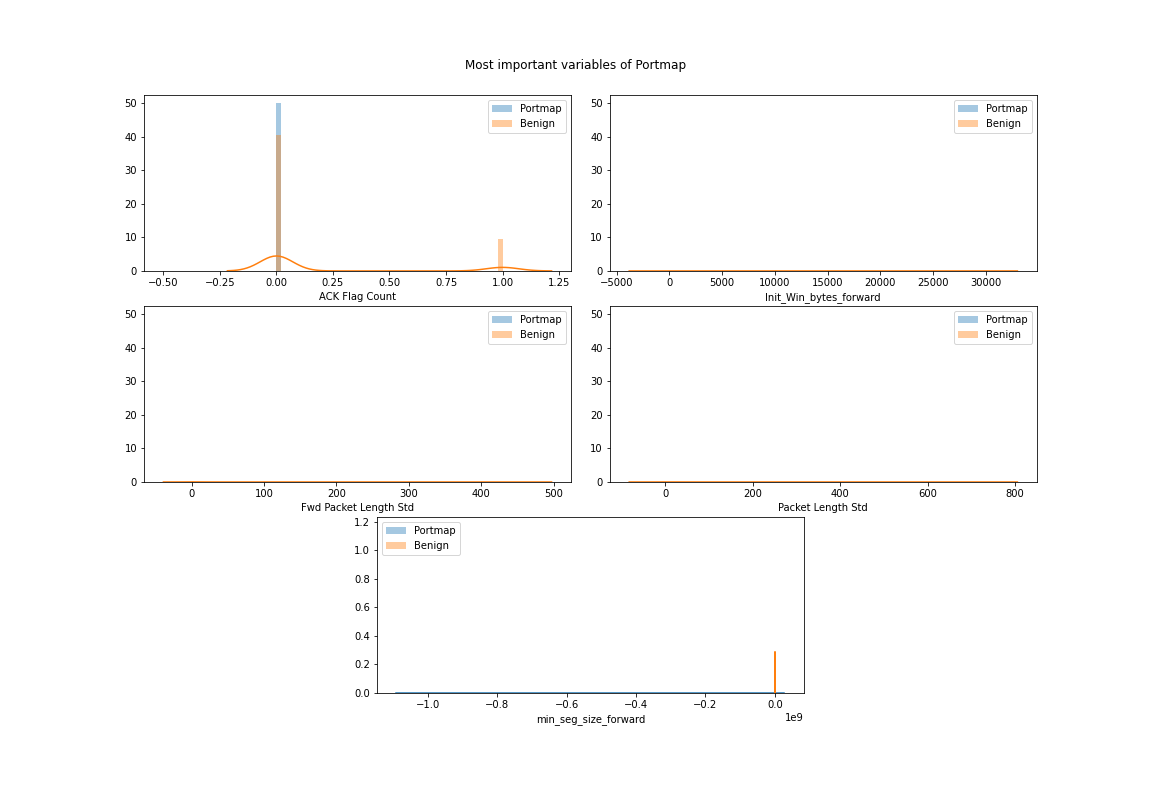 Most important variables of Portmap
50
40
30
20
10
0
Portmap
Benign
−0.50 −0.25 0.00 0.25 0.50 0.75 1.00 1.25
ACK Flag Count
50
40
30
20
10
0
Portmap
Benign
−5000 0 5000 10000 15000 20000 25000 30000
Init_Win_bytes_forward
50
40
30
20
10
0
Portmap
Benign
0 100 200 300 400 500
Fwd Packet Length Std
50
40
30
20
10
0
Portmap
Benign
0 200 400 600 800
Packet Length Std
1.2
1.0
0.8
0.6
0.4
0.2
0.0
Portmap
Benign
−1.0 −0.8 −0.6 −0.4 −0.2 0.0
1e9
min_seg_size_forward